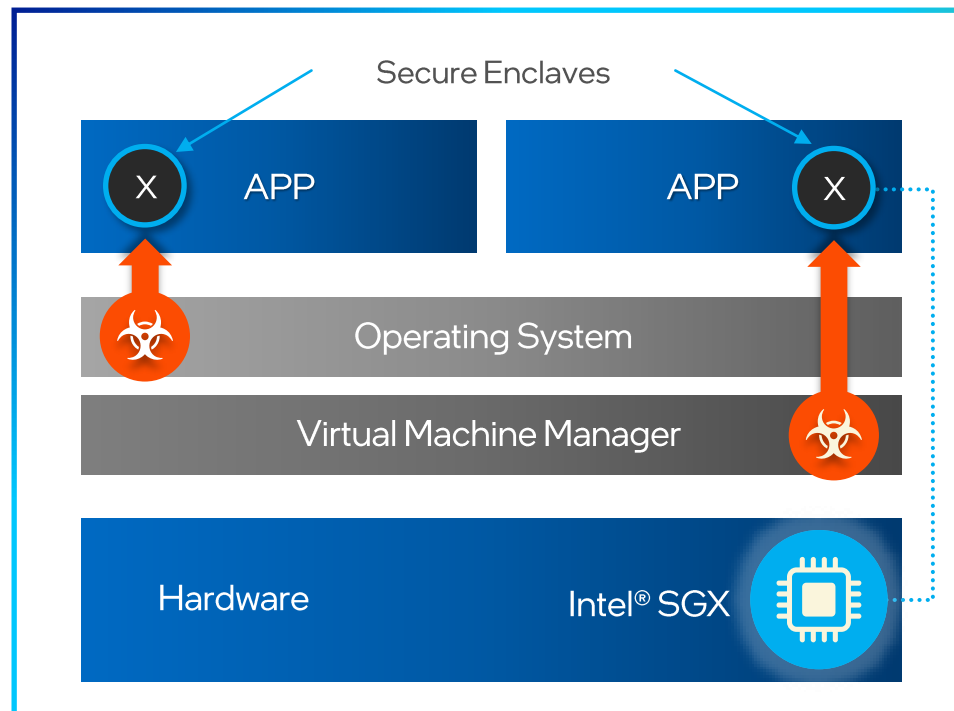 Secure Enclaves
X
APP
APP
X
Operating System
Virtual Machine Manager
Hardware
Intel® SGX